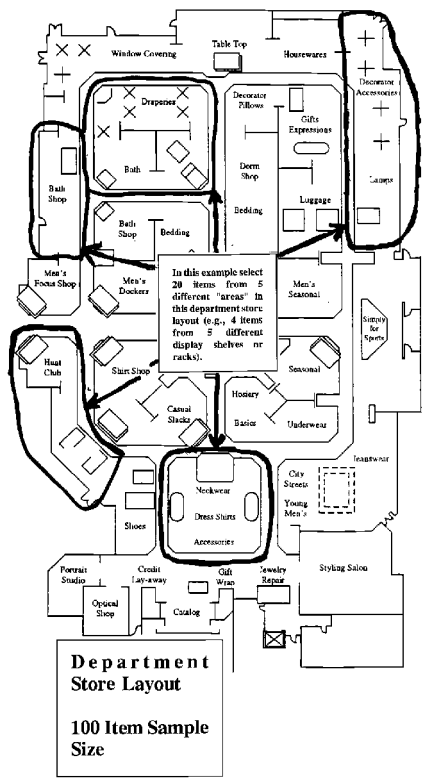 Window Covering
Table Top
Housewares
Draperies
Decorator
Pillows
Gifts
Expressions
Decorator
Accessories
Bath
Shop
Bath
Dorm
Shop
Lamps
Bath
Shop
Bedding
Bedding
Luggage
Men's
Focus Shop
Men's
Dockers
In this example select
20 items from 5
different "areas" in
this department store
layout (e.g., 4 items
from 5 different
display shelves or
racks).
Men's
Seasonal
Simply
for
Sports
Hunt
Club
Shirt Shop
Seasonal
Casual
Slacks
Hosiery
Basics
Underwear
Jeanswear
Neckwear
Dress Shirts
Accessories
City
Streets
Young
Men's
Shoes
Portrait
Studio
Credit
Lay-away
Gift
Wrap
Jewelry
Repair
Styling Salon
Optical
Shop
Catalog
Department
Store Layout
100 Item Sample
Size